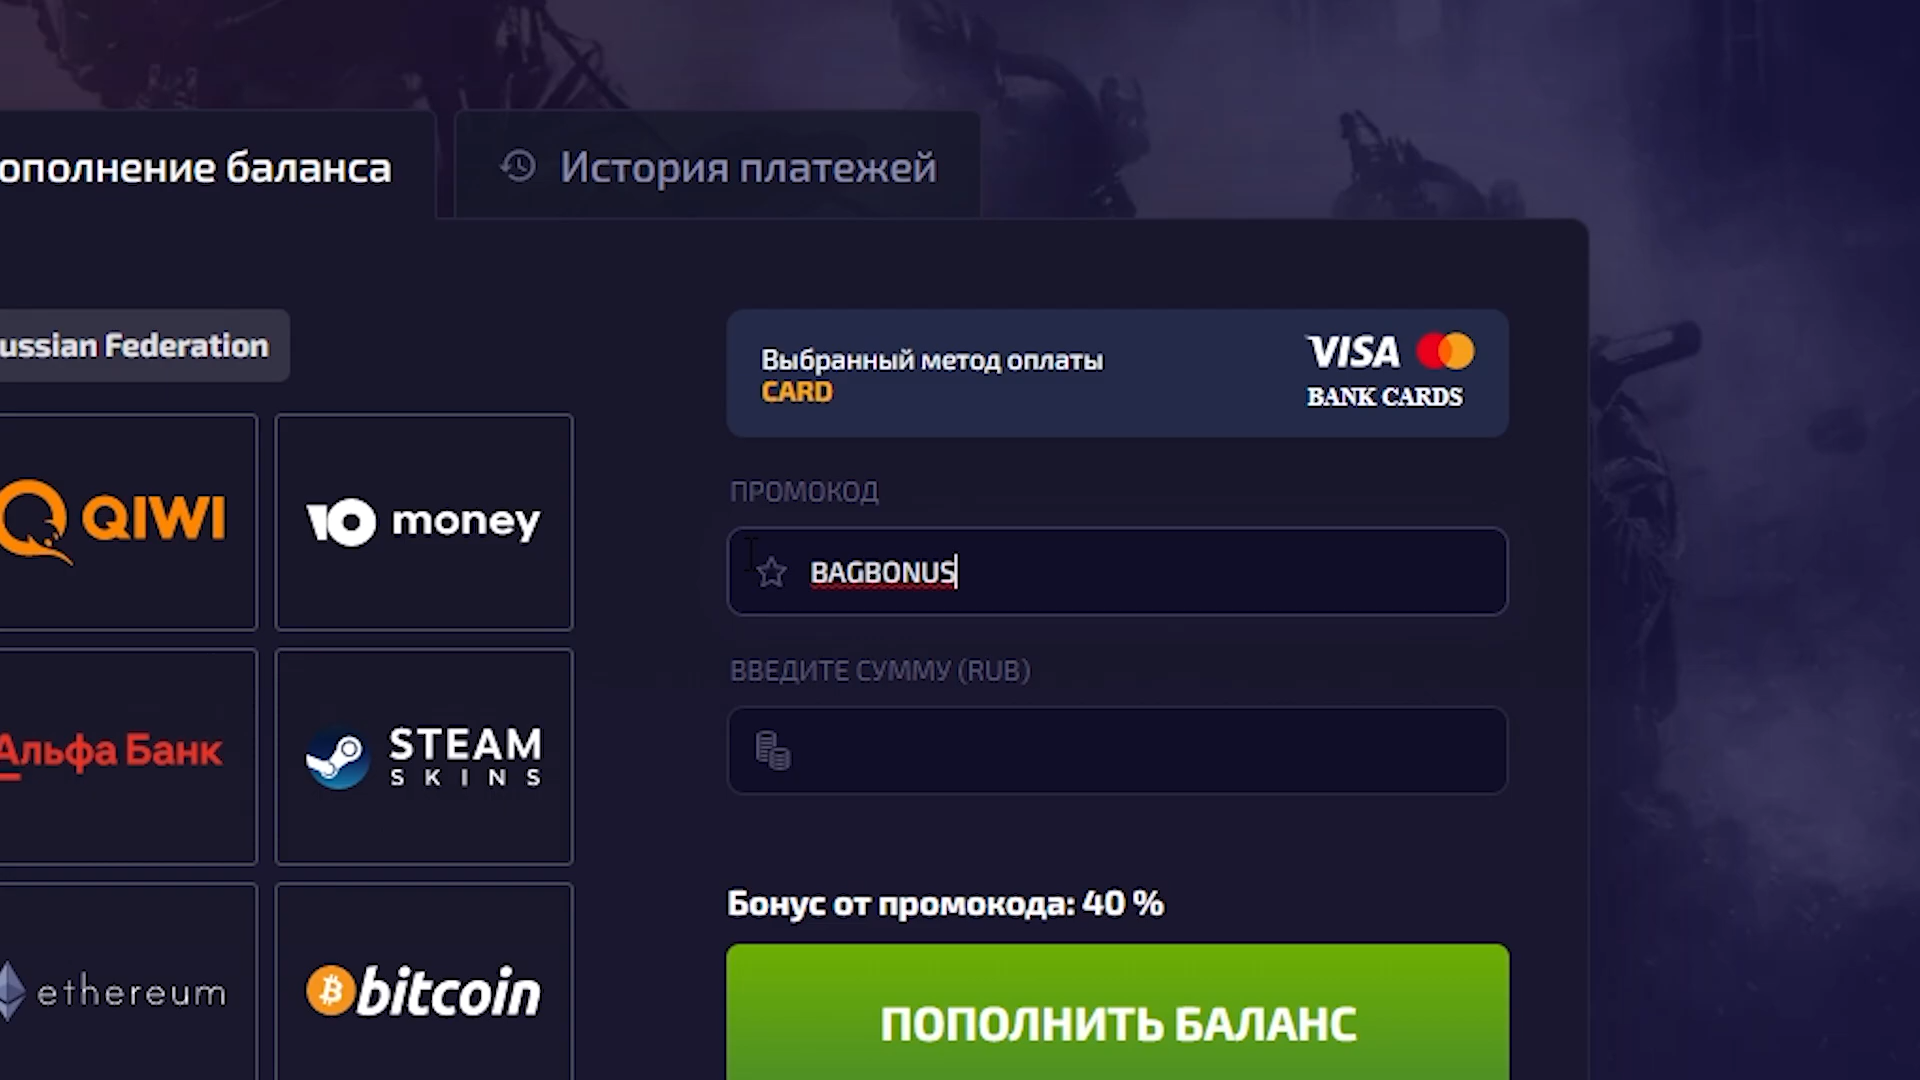 ополнение баланса
История платежей
ussian Federation
Выбранный метод оплаты
CARD
VISA
BANK CARDS
QIWI
money
ПРОМОКОД
BAGBONUS
ВВЕДИТЕ СУММУ (RUB)
Альфа Банк
STEAM
SKINS
Бонус от промокода: 40 %
ethereum
bitcoin
ПОПОЛНИТЬ БАЛАНС